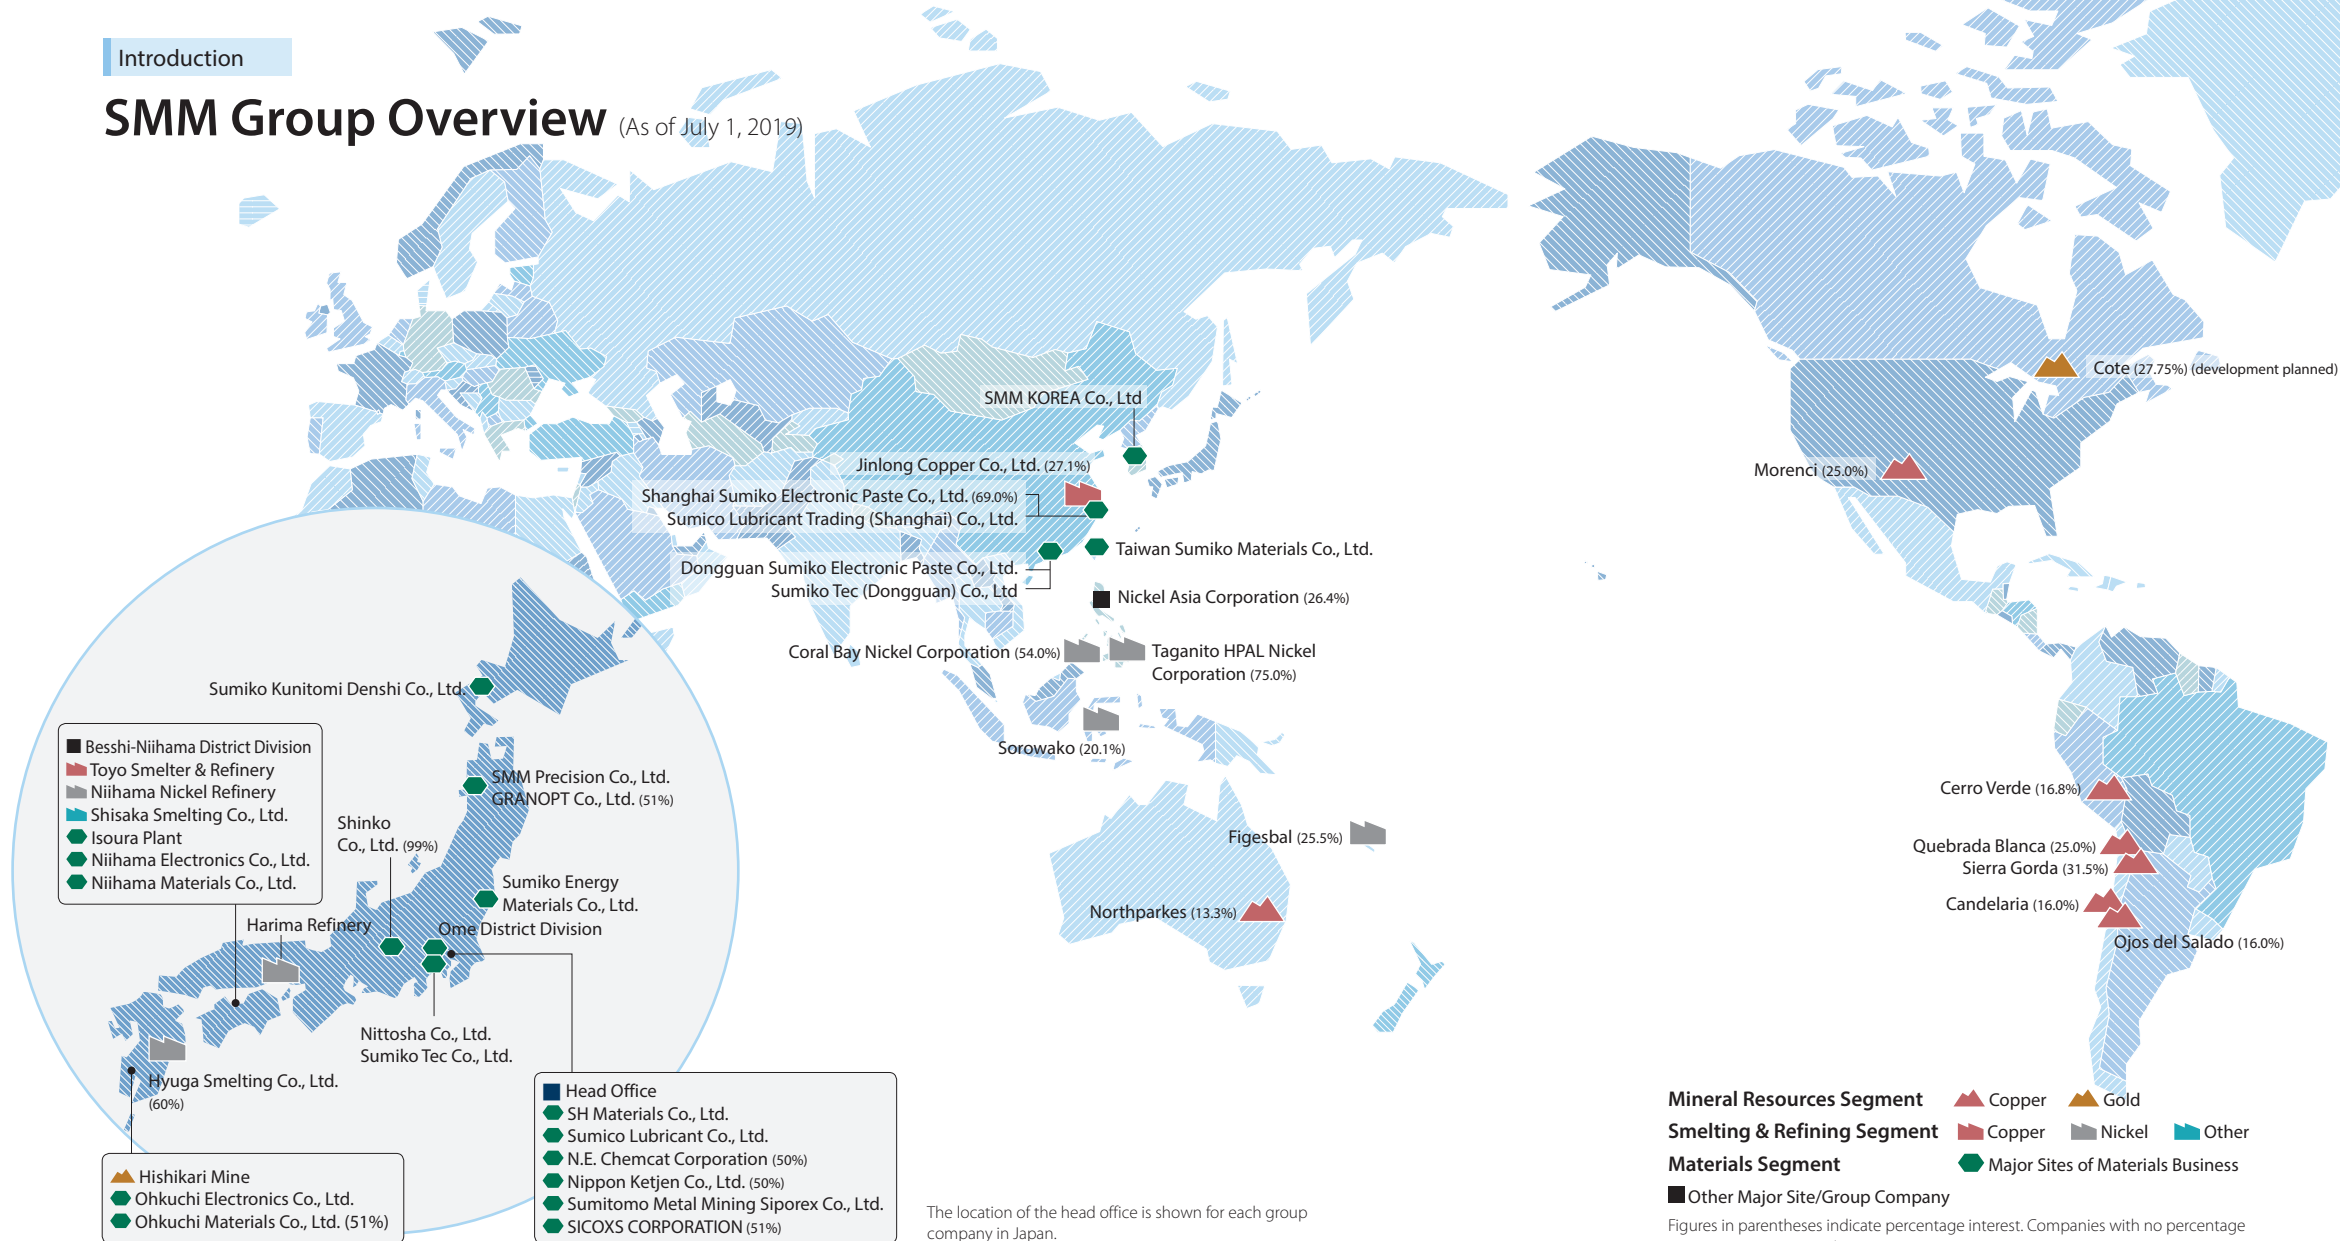 Introduction
SMM Group Overview (As of July 1, 2019)
SMM KOREA Co., Ltd
Jinlong Copper Co., Ltd. (27.1%)
Shanghai Sumiko Electronic Paste Co., Ltd. (69.0%)
Sumico Lubricant Trading (Shanghai) Co., Ltd.
Taiwan Sumiko Materials Co., Ltd.
Dongguan Sumiko Electronic Paste Co., Ltd.
Sumiko Tec (Dongguan) Co., Ltd
Nickel Asia Corporation (26.4%)
Coral Bay Nickel Corporation (54.0%)
Taganito HPAL Nickel
Corporation (75.0%)
Sorowako (20.1%)
Figesbal (25.5%)
Northparkes (13.3%)
Cote (27.75%) (development planned)
Morenci (25.0%)
Cerro Verde (16.8%)
Quebrada Blanca (25.0%)
Sierra Gorda (31.5%)
Candelaria (16.0%)
Ojos del Salado (16.0%)
Sumiko Kunitomi Denshi Co., Ltd.
Besshi-Niihama District Division
Toyo Smelter & Refinery
Niihama Nickel Refinery
Shisaka Smelting Co., Ltd.
Isoura Plant
Niihama Electronics Co., Ltd.
Niihama Materials Co., Ltd.
SMM Precision Co., Ltd.
GRANOPT Co., Ltd. (51%)
Shinko
Co., Ltd. (99%)
Sumiko Energy
Materials Co., Ltd.
Harima Refinery
Ome District Division
Nittosha Co., Ltd.
Sumiko Tec Co., Ltd.
Hyuga Smelting Co., Ltd.
(60%)
Hishikari Mine
Ohkuchi Electronics Co., Ltd.
Ohkuchi Materials Co., Ltd. (51%)
Head Office
SH Materials Co., Ltd.
Sumico Lubricant Co., Ltd.
N.E. Chemcat Corporation (50%)
Nippon Ketjen Co., Ltd. (50%)
Sumitomo Metal Mining Siporex Co., Ltd.
SICOXS CORPORATION (51%)
The location of the head office is shown for each group
company in Japan.
Mineral Resources Segment Copper Gold
Smelting & Refining Segment Copper Nickel Other
Materials Segment Major Sites of Materials Business
Other Major Site/Group Company
Figures in parentheses indicate percentage interest. Companies with no percentage